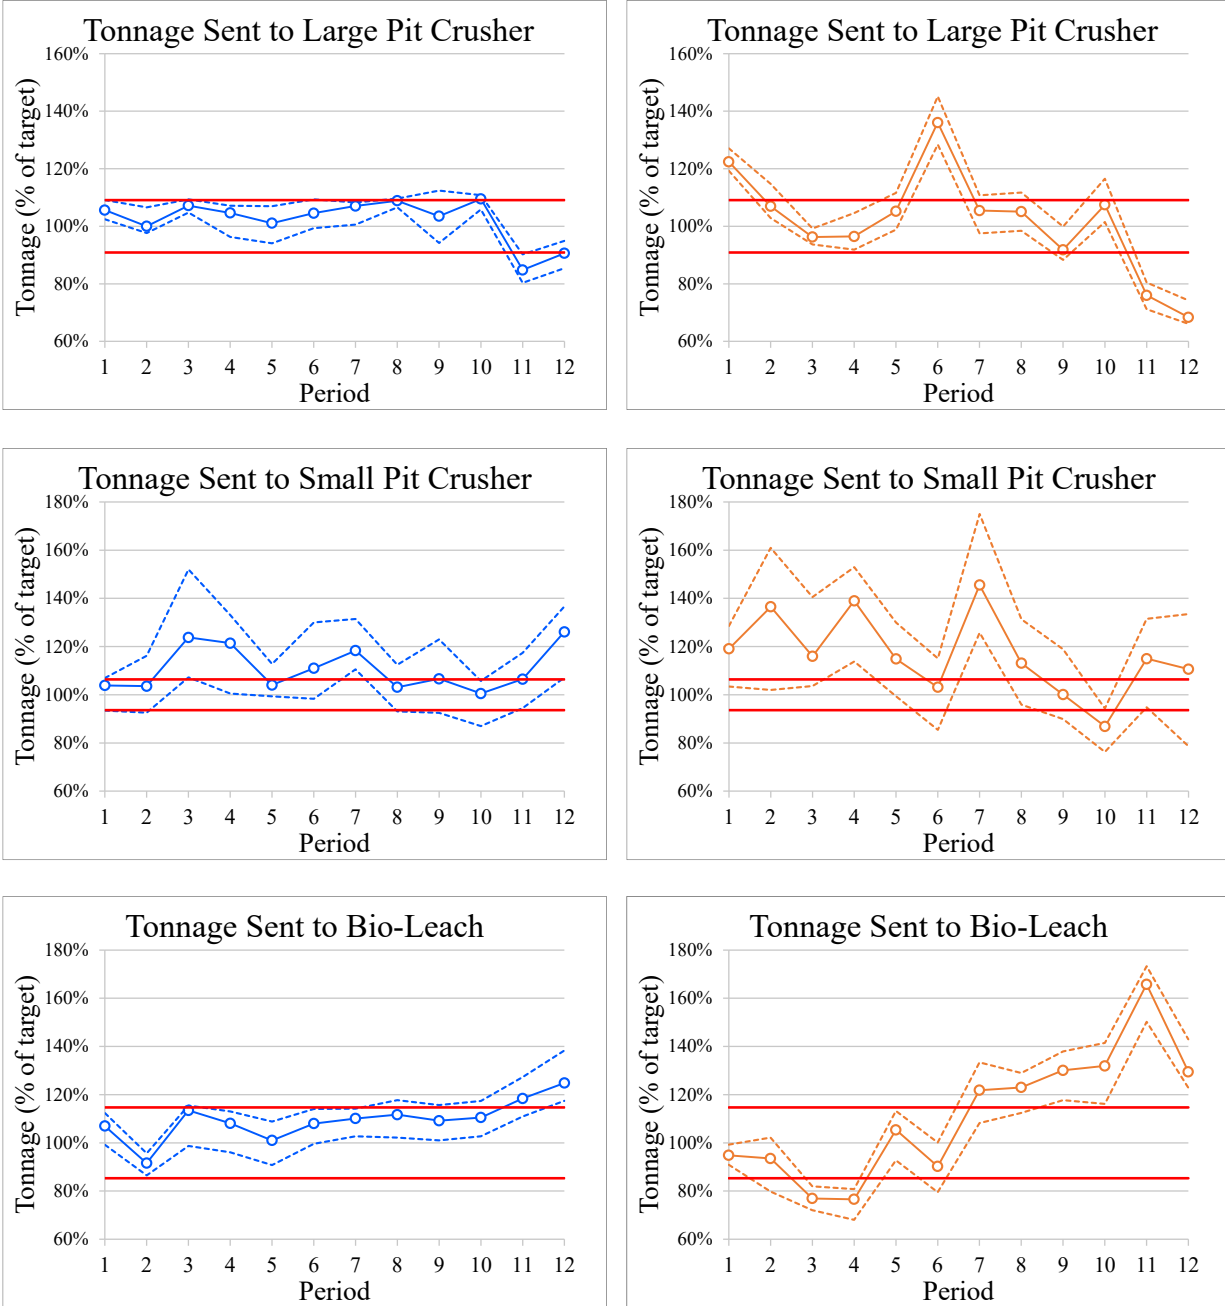 Tonnage Sent to Large Pit Crusher
Tonnage (% of target)
160%
140%
120%
100%
80%
60%
1 2 3 4 5 6 7 8 9 10 11 12
Period
Tonnage Sent to Large Pit Crusher
Tonnage (% of target)
160%
140%
120%
100%
80%
60%
1 2 3 4 5 6 7 8 9 10 11 12
Period
Tonnage Sent to Small Pit Crusher
Tonnage (% of target)
180%
160%
140%
120%
100%
80%
60%
1 2 3 4 5 6 7 8 9 10 11 12
Period
Tonnage Sent to Small Pit Crusher
Tonnage (% of target)
180%
160%
140%
120%
100%
80%
60%
1 2 3 4 5 6 7 8 9 10 11 12
Period
Tonnage Sent to Bio-Leach
Tonnage (% of target)
180%
160%
140%
120%
100%
80%
60%
1 2 3 4 5 6 7 8 9 10 11 12
Period
Tonnage Sent to Bio-Leach
Tonnage (% of target)
180%
160%
140%
120%
100%
80%
60%
1 2 3 4 5 6 7 8 9 10 11 12
Period